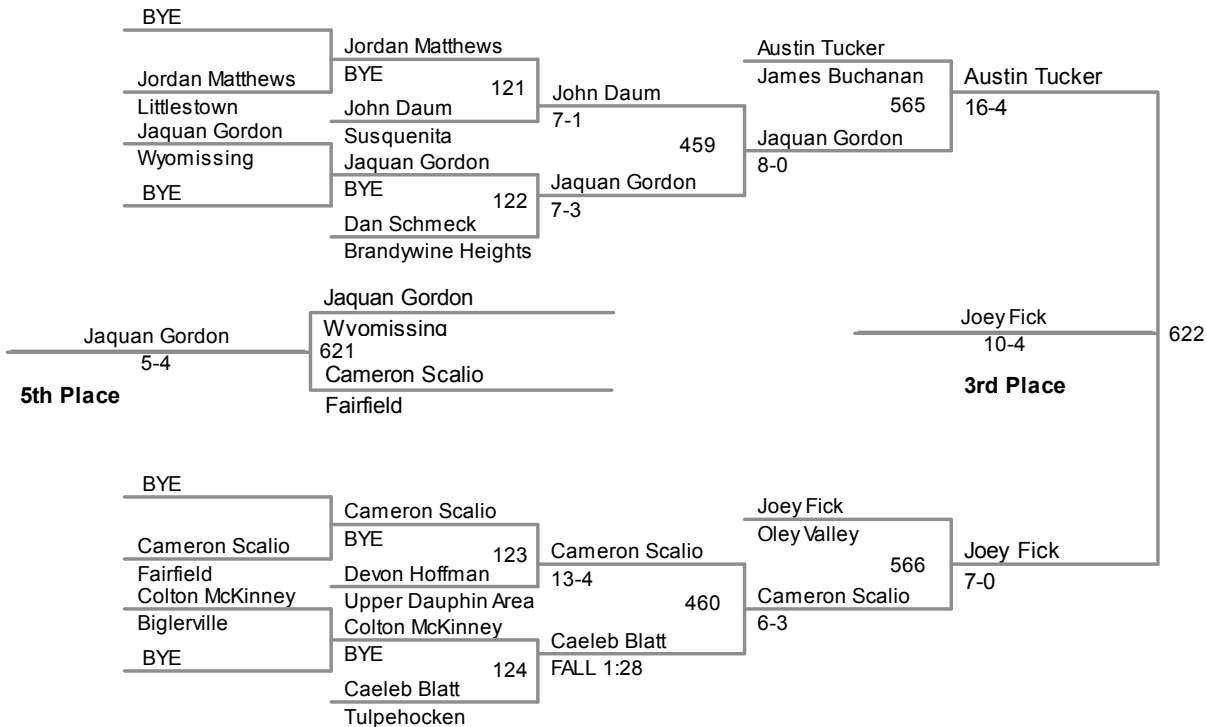 BYE
Jordan Matthews
Austin Tucker
Jordan Matthews
BYE
121
James Buchanan
Austin Tucker
Littlestown
John Daum
John Daum
7-1
565
16-4
Jaquan Gordon
Susquenita
Wyomissing
Jaquan Gordon
459
Jaquan Gordon
8-0
BYE
BYE
122
Jaquan Gordon
7-3
Dan Schmeck
Brandywine Heights
Jaquan Gordon
Wyomissing
Jaquan Gordon
5-4
621
Joey Fick
10-4
622
5th Place
Cameron Scalio
3rd Place
Fairfield
BYE
Cameron Scalio
Joey Fick
Cameron Scalio
BYE
123
Cameron Scalio
Oley Valley
Joey Fick
Fairfield
Devon Hoffman
13-4
566
7-0
Colton McKinney
Upper Dauphin Area
460
Cameron Scalio
Biglerville
Colton McKinney
6-3
BYE
BYE
124
Caeleb Blatt
FALL 1:28
Caeleb Blatt
Tulpehocken